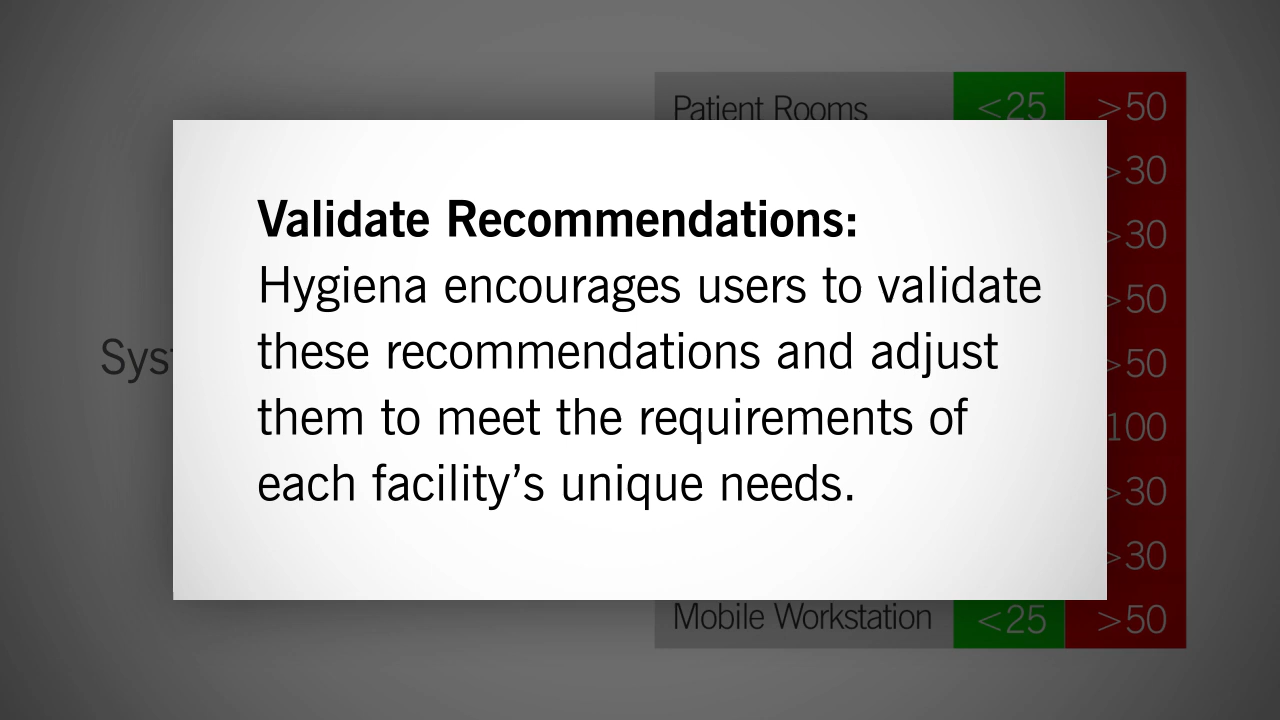 Patient Rooms <25 >50
>30
>30
>50
>50
100
>30
>30
Mobile Workstation <25 >50
Validate Recommendations:
Hygiena encourages users to validate
these recommendations and adjust
them to meet the requirements of
each facility’s unique needs.